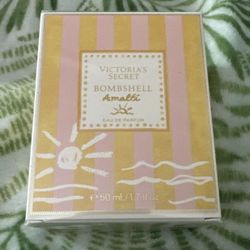 VICTORIA'S SECRET
BOMBSHELL
Amalfi
EAU DE PARFUM
e 50 ml / 1.7 fl oz